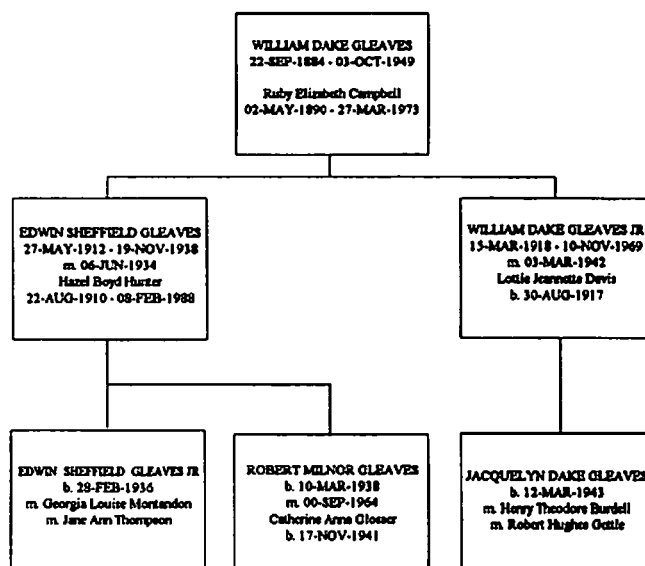 WILLIAM DAKE GLEAVES
22-SEP-1884 - 03-OCT-1949
Ruby Elizabeth Campbell
02-MAY-1890 - 27-MAR-1973
EDWIN SHEFFIELD GLEAVES
27-MAY-1912 - 19-NOV-1938
m. 06-JUN-1934
Hazel Boyd Hunter
22-AUG-1910 - 08-FEB-1988
WILLIAM DAKE GLEAVES JR
15-MAR-1918 - 10-NOV-1969
m. 03-MAR-1942
Lottie Jeannette Davis
b. 30-AUG-1917
EDWIN SHEFFIELD GLEAVES JR
b. 28-FEB-1936
m. Georgia Louise Montandon
m. Jane Ann Thompson
ROBERT MILNOR GLEAVES
b. 10-MAR-1938
m. 00-SEP-1964
Catherine Anne Glosser
b. 17-NOV-1941
JACQUELYN DAKE GLEAVES
b. 12-MAR-1943
m. Henry Theodore Burdell
m. Robert Hughes Gettle